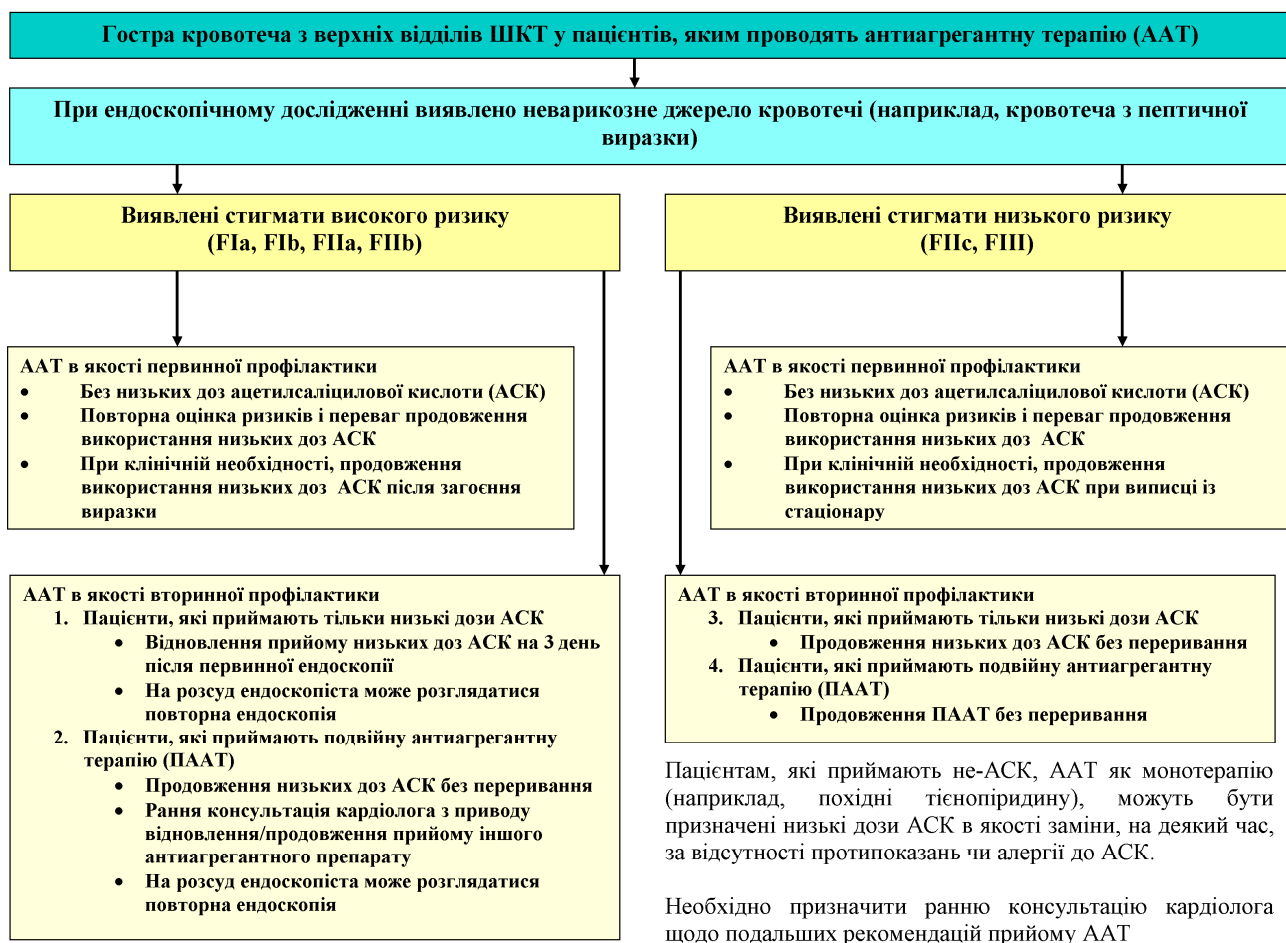 Гостра кровотеча з верхніх відділів ШКТ у пацієнтів, яким проводять антиагрегантну терапію (ААТ)
При ендоскопічному дослідженні виявлено неварикозне джерело кровотечі (наприклад, кровотеча з пептичної
виразки)
Виявлені стигмати високого ризику
(FIa, FIb, FIIa, FIIb)
Виявлені стигмати низького ризику
(FIIc, FIII)
ААТ в якості первинної профілактики
• Без низьких доз ацетилсаліцилової кислоти (АСК)
• Повторна оцінка ризиків і переваг продовження
використання низьких доз АСК
• При клінічній необхідності, продовження
використання низьких доз АСК після загоєння
виразки
ААТ в якості первинної профілактики
• Без низьких доз ацетилсаліцилової кислоти (АСК)
• Повторна оцінка ризиків і переваг продовження
використання низьких доз АСК
• При клінічній необхідності, продовження
використання низьких доз АСК при виписці із
стаціонару
ААТ в якості вторинної профілактики
1. Пацієнти, які приймають тільки низькі дози АСК
• Відновлення прийому низьких доз АСК на 3 день
після первинної ендоскопії
• На розсуд ендоскопіста може розглядатися
повторна ендоскопія
2. Пацієнти, які приймають подвійну антиагрегантну
терапію (ПААТ)
• Продовження низьких доз АСК без переривання
• Рання консультація кардіолога з приводу
відновлення/продовження прийому іншого
антиагрегантного препарату
• На розсуд ендоскопіста може розглядатися
повторна ендоскопія
ААТ в якості вторинної профілактики
3. Пацієнти, які приймають тільки низькі дози АСК
• Продовження низьких доз АСК без переривання
4. Пацієнти, які приймають подвійну антиагрегантну
терапію (ПААТ)
• Продовження ПААТ без переривання
Пацієнтам, які приймають не-АСК, ААТ як монотерапію
(наприклад, похідні тієнопіридину), можуть бути
призначені низькі дози АСК в якості заміни, на деякий час,
за відсутності протипоказань чи алергії до АСК.
Необхідно призначити ранню консультацію кардіолога
щодо подальших рекомендацій прийому ААТ